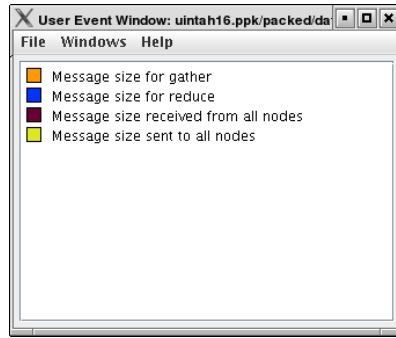 User Event Window: uintah16.ppk/packed/da
File Windows Help
Message size for gather
Message size for reduce
Message size received from all nodes
Message size sent to all nodes